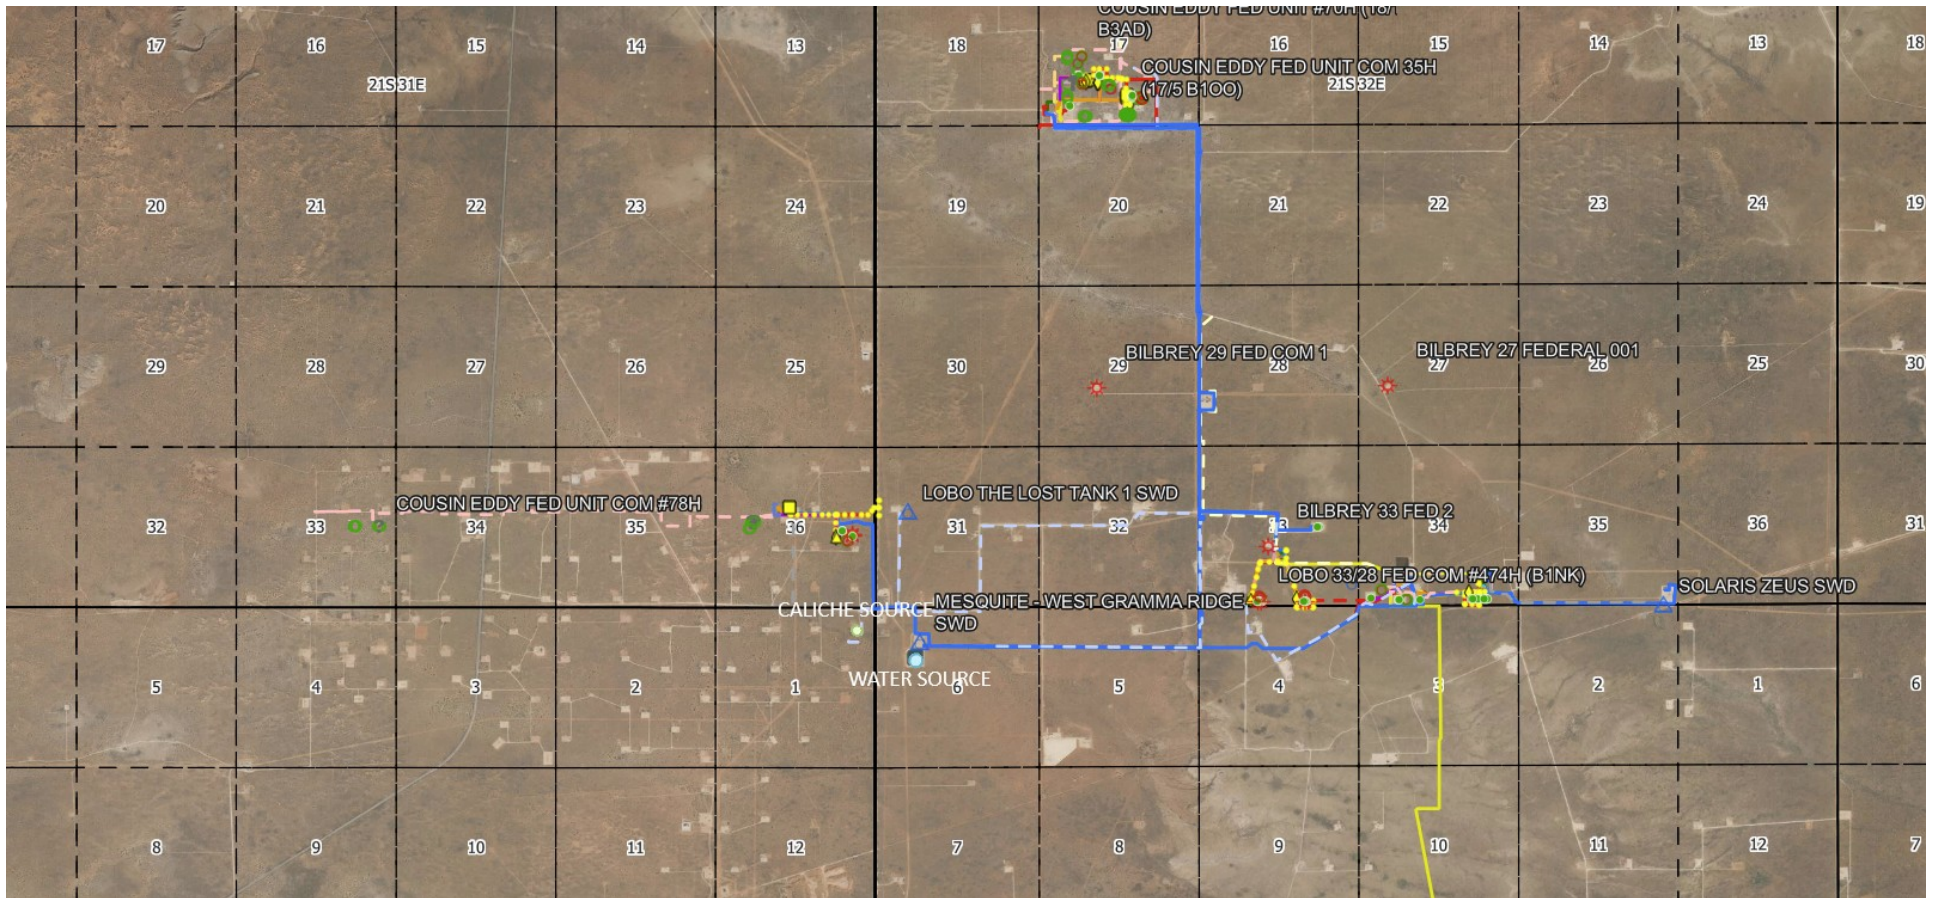 COUSIN EDDY FED UNIT #70H (18/
B3AD)
17 16 15 14 13 18 17 16 15 14 13 18
COUSIN EDDY FED UNIT COM 35H
(17/5 B1OO)
21S 31E
21S 32E
20 21 22 23 24 19 20 21 22 23 24 19
BILBREY 29 FED COM 1
BILBREY 27 FEDERAL 001
29 28 27 26 25 30 29 28 27 26 25 30
LOBO THE LOST TANK 1 SWD
COUSIN EDDY FED UNIT COM #78H
BILBREY 33 FED 2
32 33 34 35 36 31 32 33 34 35 36 31
LOBO 33/28 FED COM #474H (B1NK)
SOLARIS ZEUS SWD
MESQUITE - WEST GRAMMA RIDGE
SWD
CALICHE SOURCE
WATER SOURCE
5 4 3 2 1 6 5 4 3 2 1 6
8 9 10 11 12 7 8 9 10 11 12 7